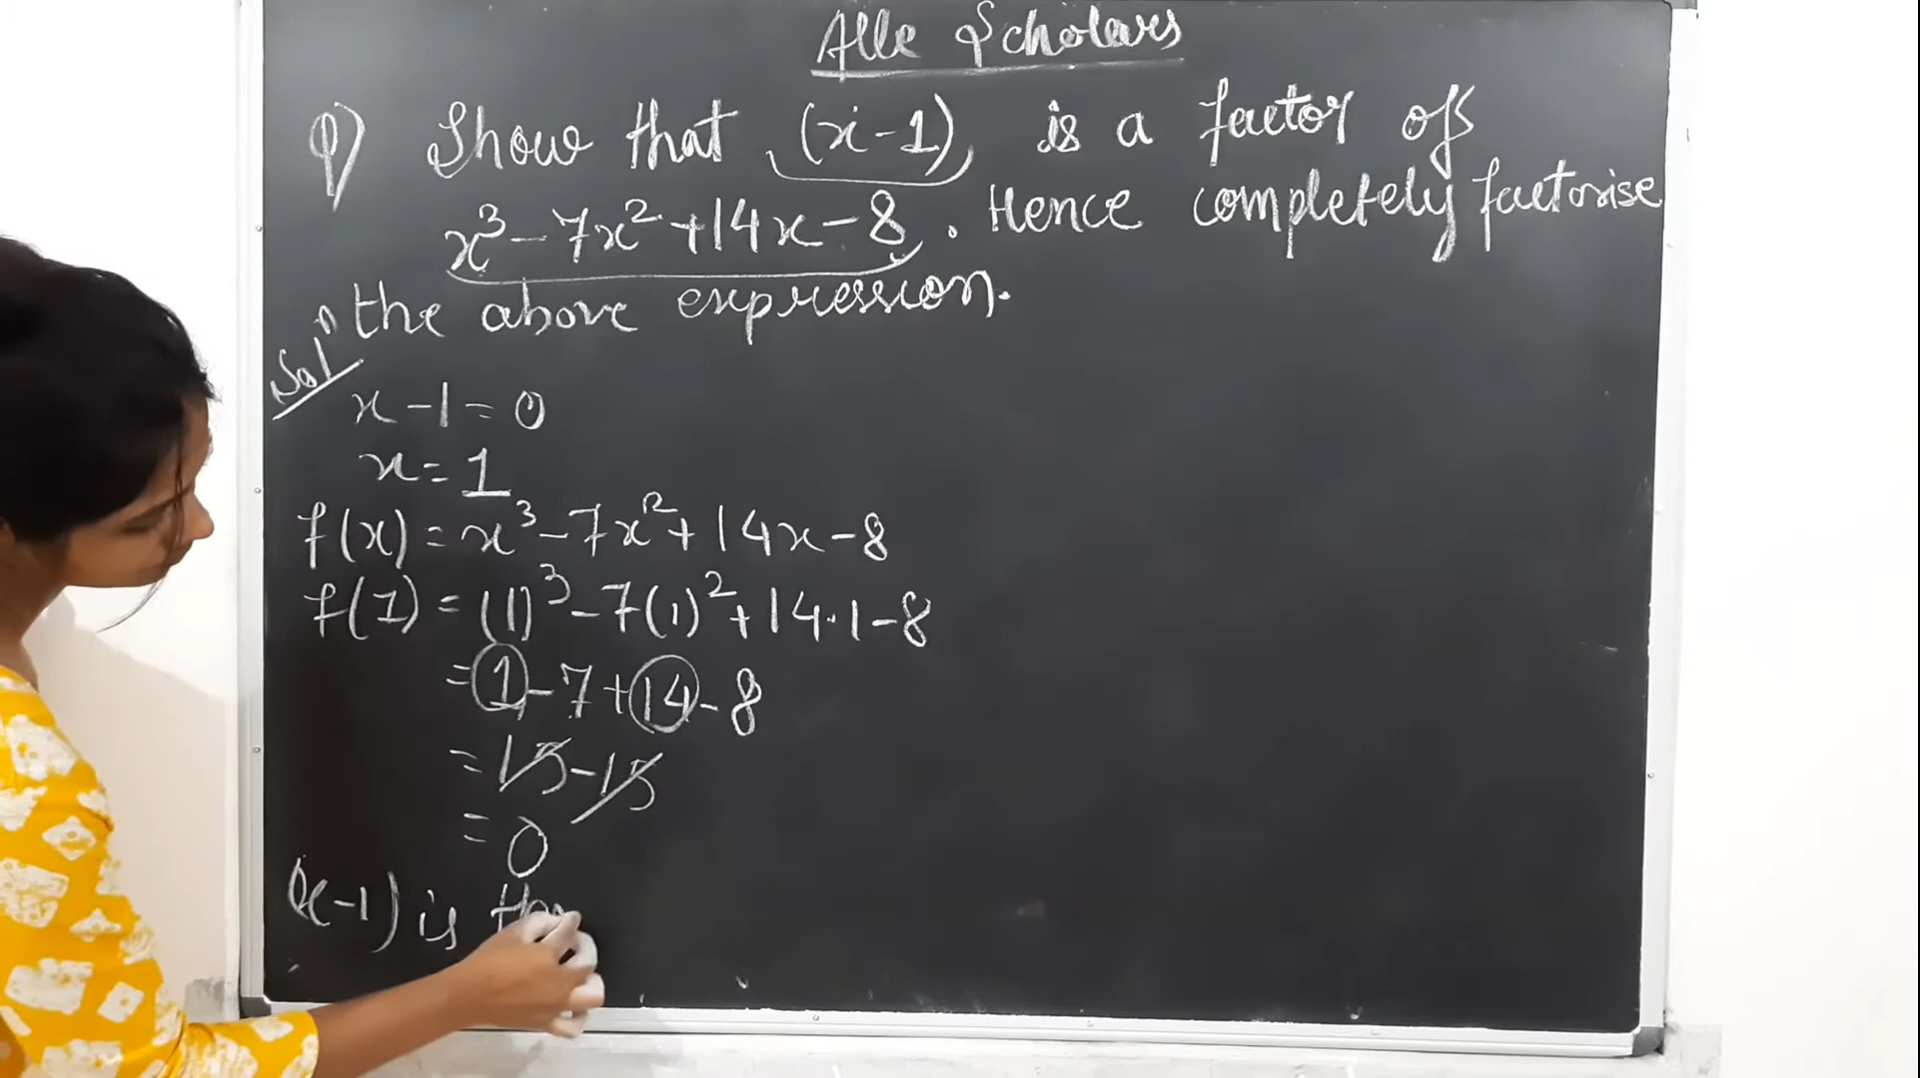 Alle Scholars
Q) Show that (x-1) is a factor of
x³ - 7x² + 14x - 8. Hence completely factorise
the above expression.
Solⁿ
x - 1 = 0
x = 1
f(x) = x³ - 7x² + 14x - 8
f(1) = (1)³ - 7(1)² + 14·1 - 8
= 1 - 7 + 14 - 8
= 15 - 15
= 0
(x-1) is